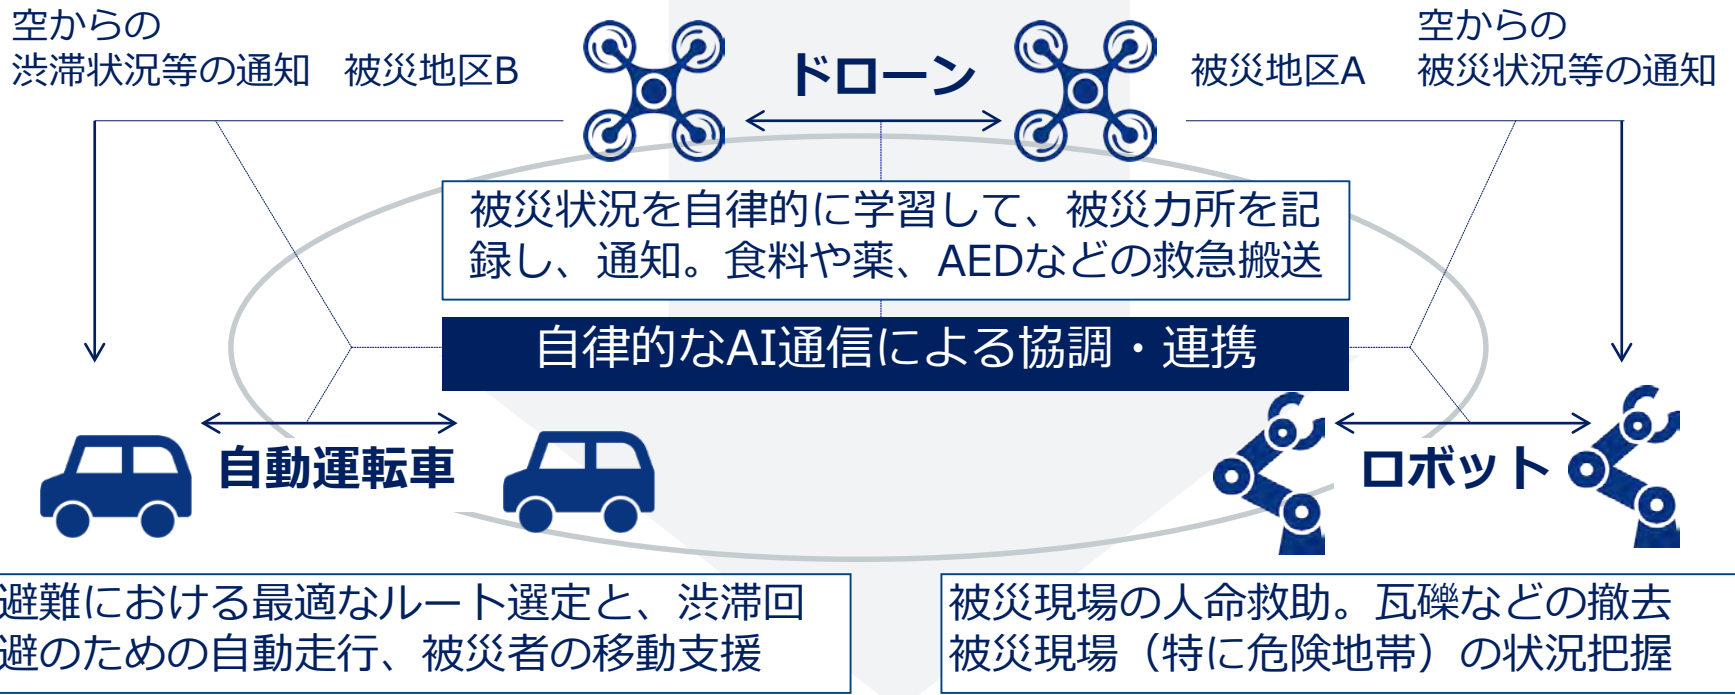 空からの
渋滞状況等の通知
被災地区B
ドローン
被災地区A
空からの
被災状況等の通知
被災状況を自律的に学習して、被災力所を記
録し、通知。食料や薬、AEDなどの救急搬送
自律的なAI通信による協調・連携
自動運転車
ロボット
避難における最適なルート選定と、渋滞回
避のための自動走行、被災者の移動支援
被災現場の人命救助。瓦礫などの撤去
被災現場（特に危険地帯）の状況把握